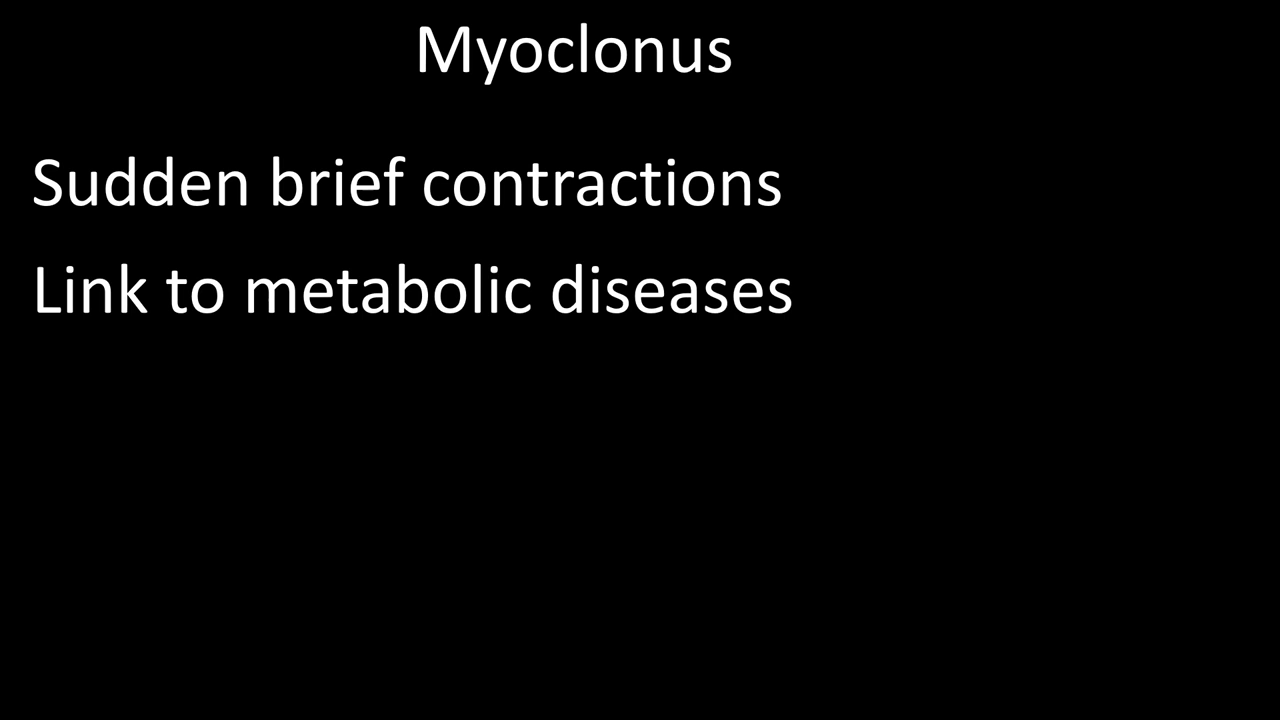 Myoclonus
Sudden brief contractions
Link to metabolic diseases